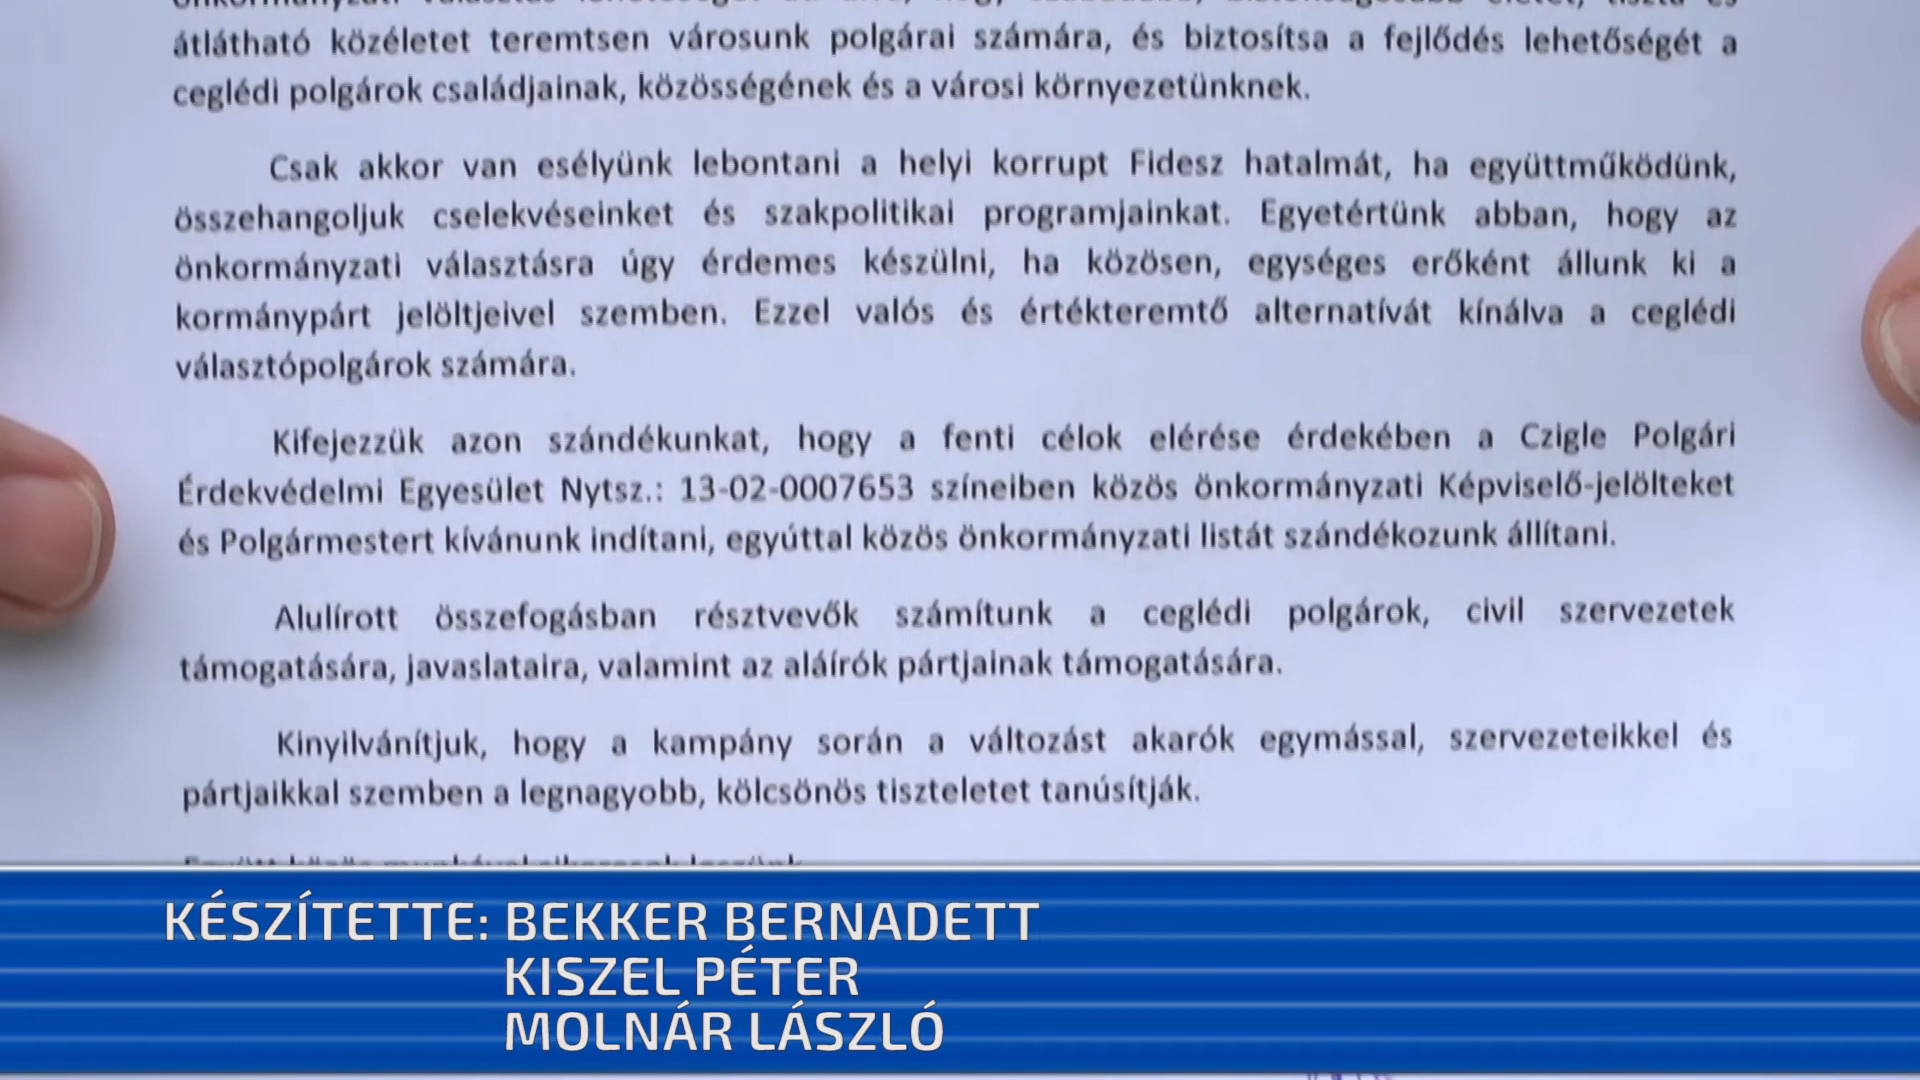 átlátható közéletet teremtsen városunk polgárai számára, és biztosítsa a fejlődés lehetőségét a
ceglédi polgárok családjainak, közösségének és a városi környezetünknek.
Csak akkor van esélyünk lebontani a helyi korrupt Fidesz hatalmát, ha együttműködünk,
összehangoljuk cselekvéseinket és szakpolitikai programjainkat. Egyetértünk abban, hogy az
önkormányzati választásra úgy érdemes készülni, ha közösen, egységes erőként állunk ki a
kormánypárt jelöltjeivel szemben. Ezzel valós és értékteremtő alternatívát kínálva a ceglédi
választópolgárok számára.
Kifejezzük azon szándékunkat, hogy a fenti célok elérése érdekében a Czigle Polgári
Érdekvédelmi Egyesület Nytsz.: 13-02-0007653 színeiben közös önkormányzati Képviselő-jelölteket
és Polgármestert kívánunk indítani, egyúttal közös önkormányzati listát szándékozunk állítani.
Alulírott összefogásban résztvevők számítunk a ceglédi polgárok, civil szervezetek
támogatására, javaslataira, valamint az aláírók pártjainak támogatására.
Kinyilvánítjuk, hogy a kampány során a változást akarók egymással, szervezeteikkel és
pártjaikkal szemben a legnagyobb, kölcsönös tiszteletet tanúsítják.
KÉSZÍTETTE: BEKKER BERNADETT
KISZEL PÉTER
MOLNÁR LÁSZLÓ